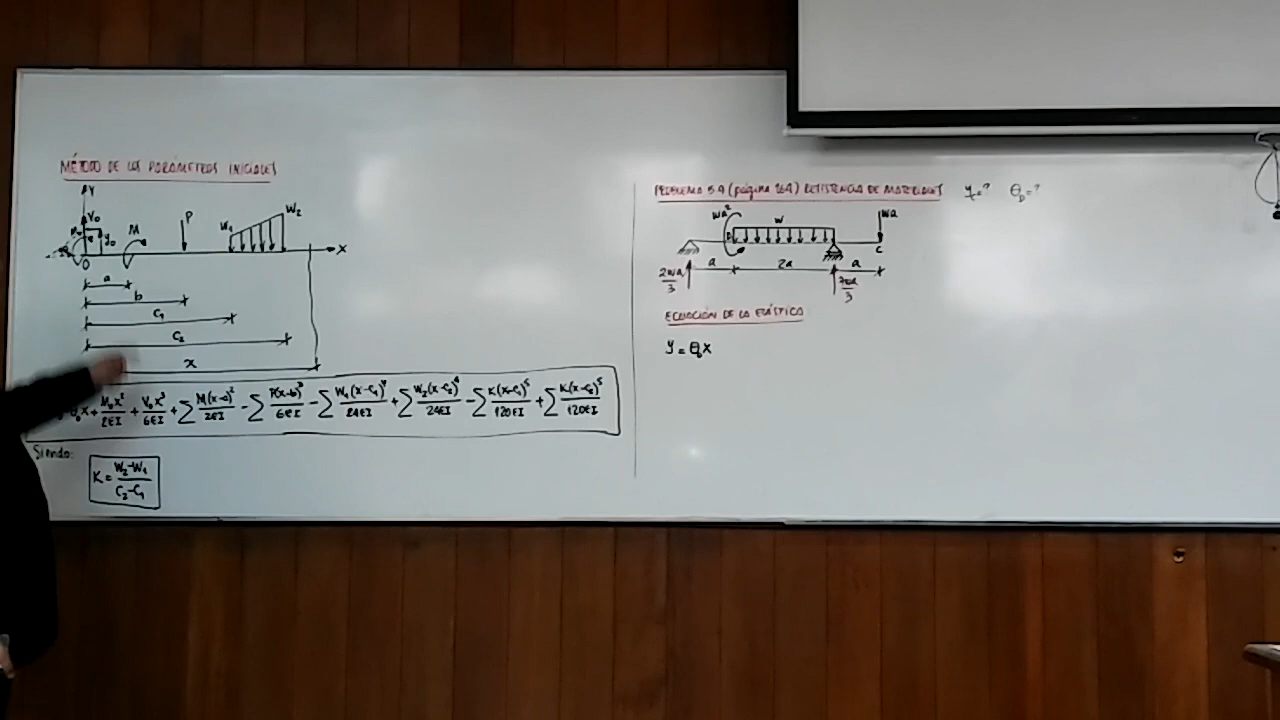 MÉTODO DE LOS PARÁMETROS INICIALES
Y
V₀
M₀
y₀
M
P
W₁
W₂
X
0
a
b
C₁
C₂
x
θ₀x + M₀x²/2EI + V₀x³/6EI + ∑ M(x-a)²/2EI - ∑ P(x-b)³/6EI - ∑ W₁(x-C₁)⁴/24EI + ∑ W₂(x-C₂)⁴/24EI - ∑ K(x-C₁)⁵/120EI + ∑ K(x-C₂)⁵/120EI
Siendo:
K = W₂-W₁/C₂-C₁
PROBLEMA 5.4 (página 264) RESISTENCIA DE MATERIALES
=? θ_D=?
wa²
w
wa
D
C
2wa/3
a
2a
a
7wa/3
ECUACIÓN DE LA ELÁSTICA
y = θ₀x